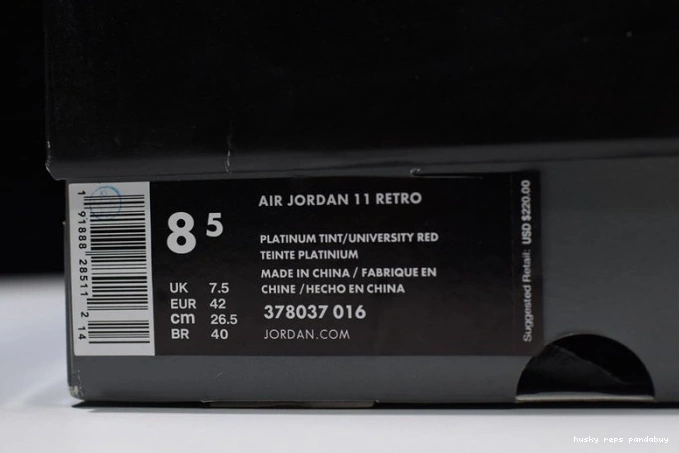 1 91888 28511 2 14
8 5
UK 7.5
EUR 42
cm 26.5
BR 40
AIR JORDAN 11 RETRO
PLATINUM TINT/UNIVERSITY RED
TEINTE PLATINIUM
MADE IN CHINA / FABRIQUE EN
CHINE /HECHO EN CHINA
378037 016
JORDAN.COM
Suggested Retail: USD $220.00
husky reps pandabuy